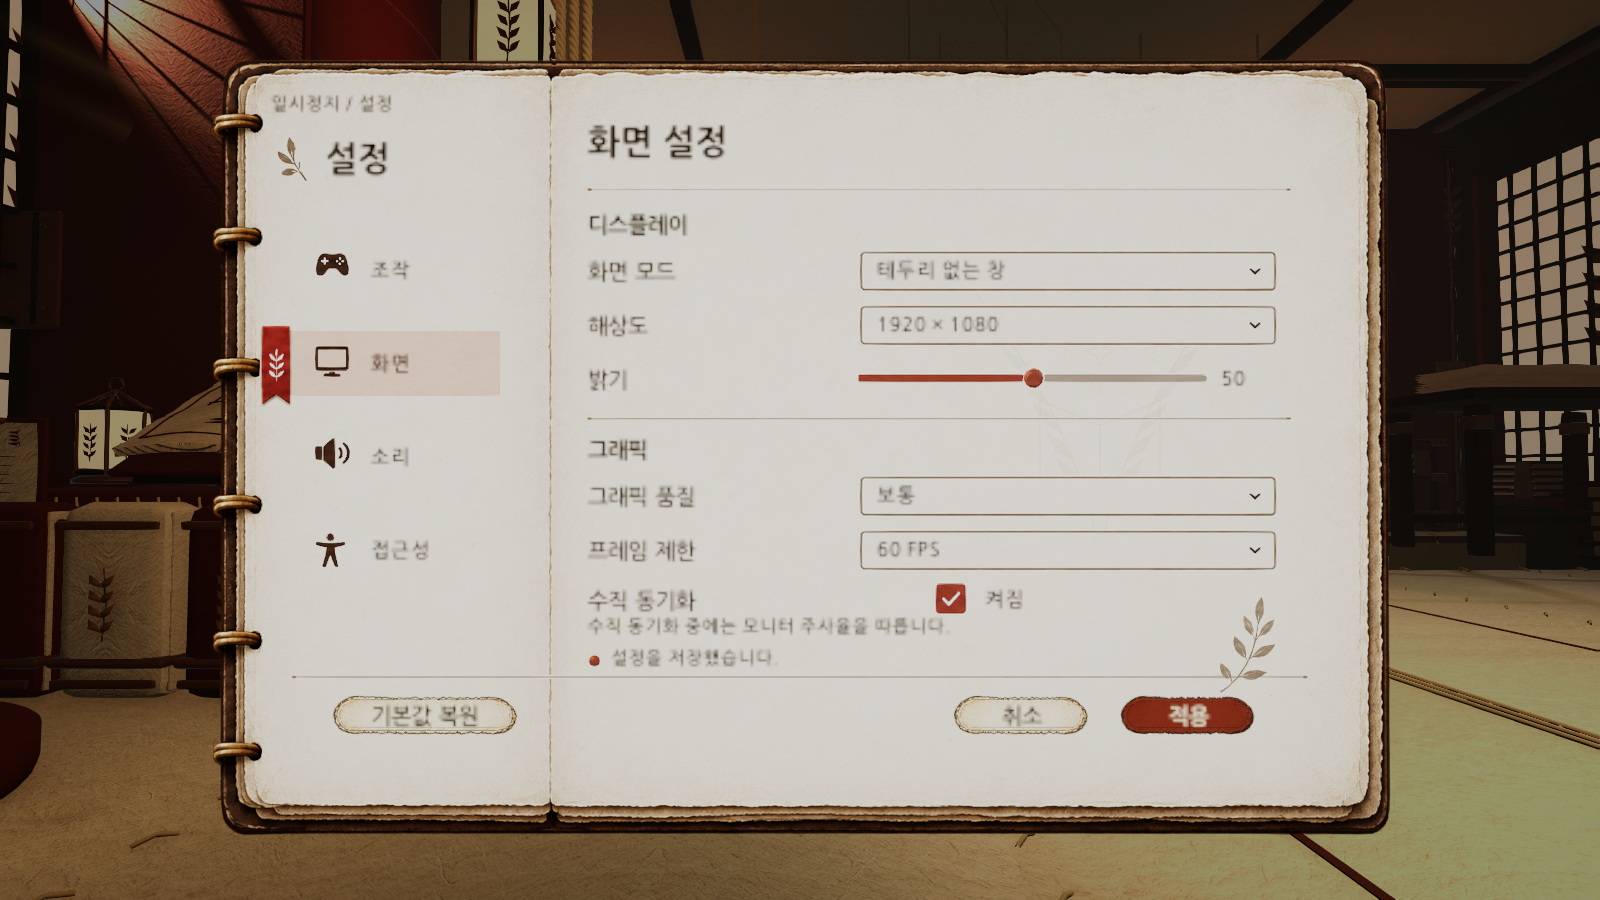 일시정지 / 설정
설정
조작
화면
소리
접근성
기본값 복원
화면 설정
디스플레이
화면 모드
테두리 없는 창
해상도
1920 × 1080
밝기
50
그래픽
그래픽 품질
보통
프레임 제한
60 FPS
수직 동기화
켜짐
수직 동기화 중에는 모니터 주사율을 따릅니다.
설정을 저장했습니다.
취소
적용